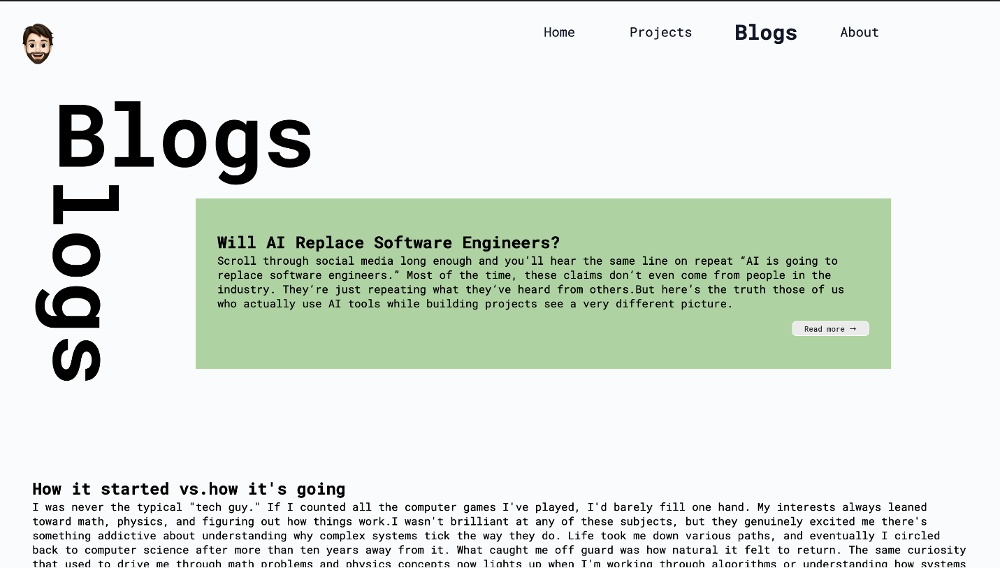 Home Projects Blogs About
Blogs
logs
Will AI Replace Software Engineers?
Scroll through social media long enough and you’ll hear the same line on repeat “AI is going to
replace software engineers.” Most of the time, these claims don’t even come from people in the
industry. They’re just repeating what they’ve heard from others.But here’s the truth those of us
who actually use AI tools while building projects see a very different picture.
Read more →
How it started vs.how it's going
I was never the typical "tech guy." If I counted all the computer games I've played, I'd barely fill one hand. My interests always leaned
toward math, physics, and figuring out how things work.I wasn't brilliant at any of these subjects, but they genuinely excited me there's
something addictive about understanding why complex systems tick the way they do. Life took me down various paths, and eventually I circled
back to computer science after more than ten years away from it. What caught me off guard was how natural it felt to return. The same curiosity
that used to drive me through math problems and physics concepts now lights up when I'm working through algorithms or understanding how systems